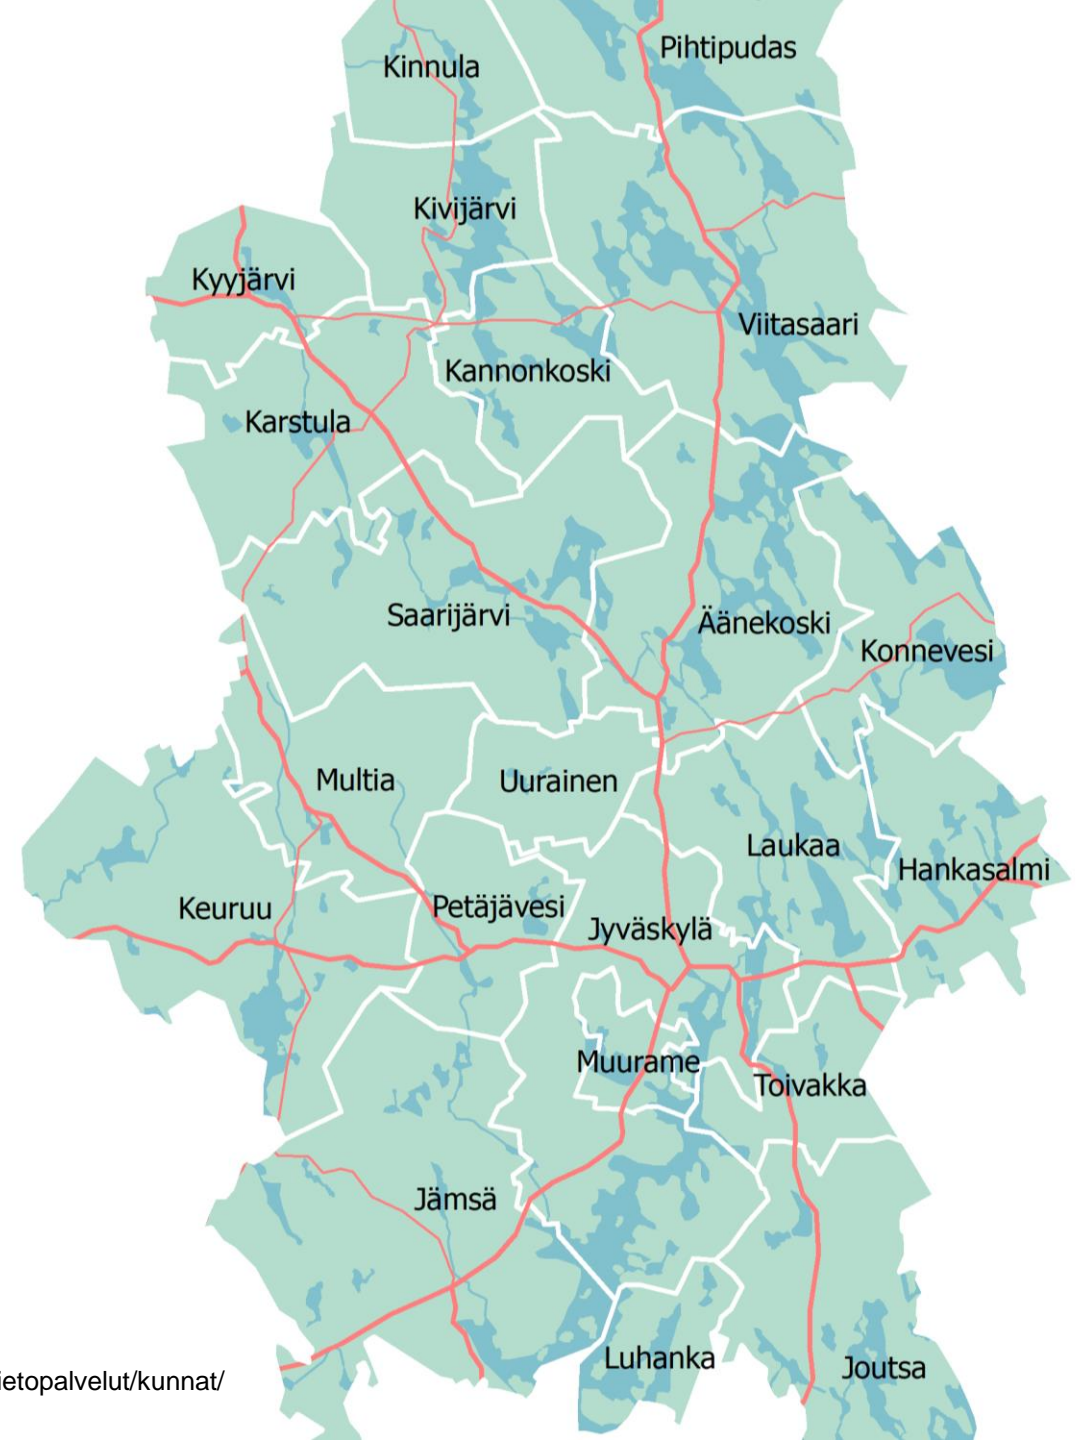 Pihtipudas
Kinnula
Kivijärvi
Kyyjärvi
Viitasaari
Kannonkoski
Karstula
Saarijärvi
Äänekoski
Konnevesi
Multia
Uurainen
Laukaa
Hankasalmi
Keuruu
Petäjävesi
Jyväskylä
Muurame
Toivakka
Jämsä
Luhanka
Joutsa
ietopalvelut/kunnat/